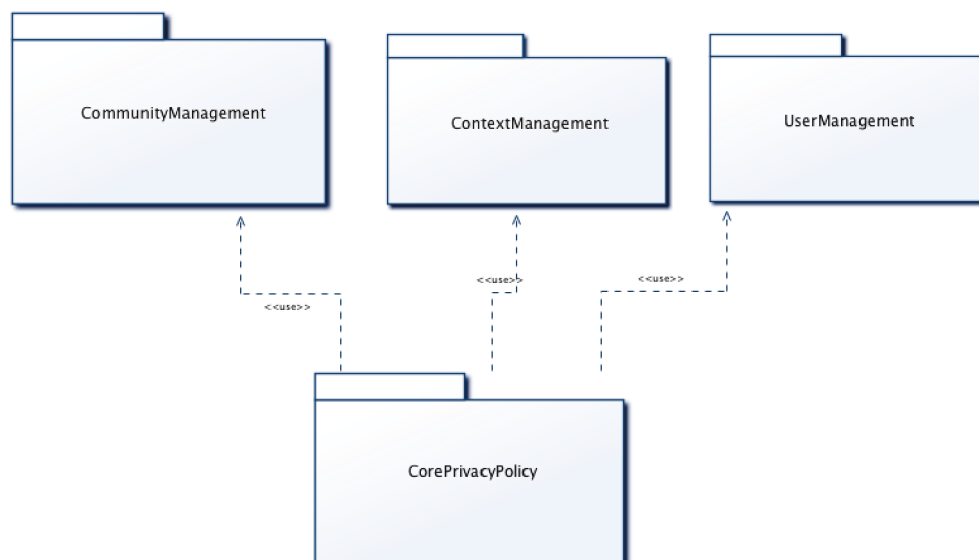 CommunityManagement
ContextManagement
UserManagement
<<use>>
<<use>>
<<use>>
CorePrivacyPolicy